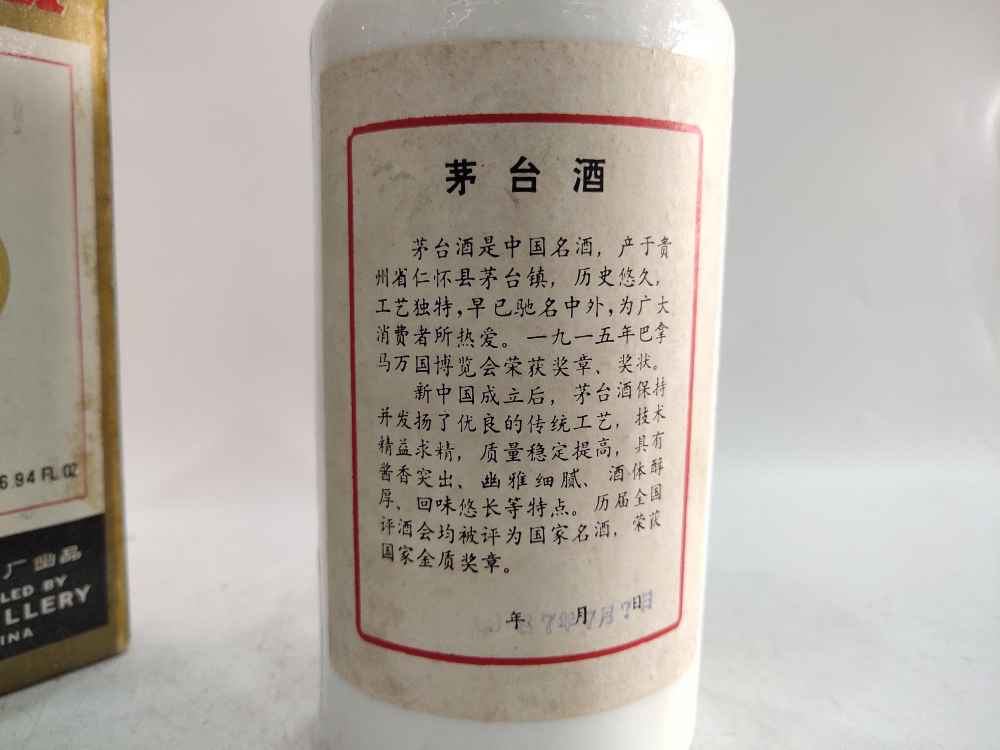 茅台酒
茅台酒是中国名酒，产于贵
州省仁怀县茅台镇，历史悠久，
工艺独特，早已驰名中外，为广大
消费者所热爱。一九一五年巴拿
马万国博览会荣获奖章、奖状。
新中国成立后，茅台酒保持
并发扬了优良的传统工艺，技术
精益求精，质量稳定提高，具有
酱香突出、幽雅细腻、酒体醇
厚、回味悠长等特点。历届全国
评酒会均被评为国家名酒，荣获
国家金质奖章。
年 月 日
7年 月7日
6.94 FL.OZ
厂出品
LED BY
LLERY
INA